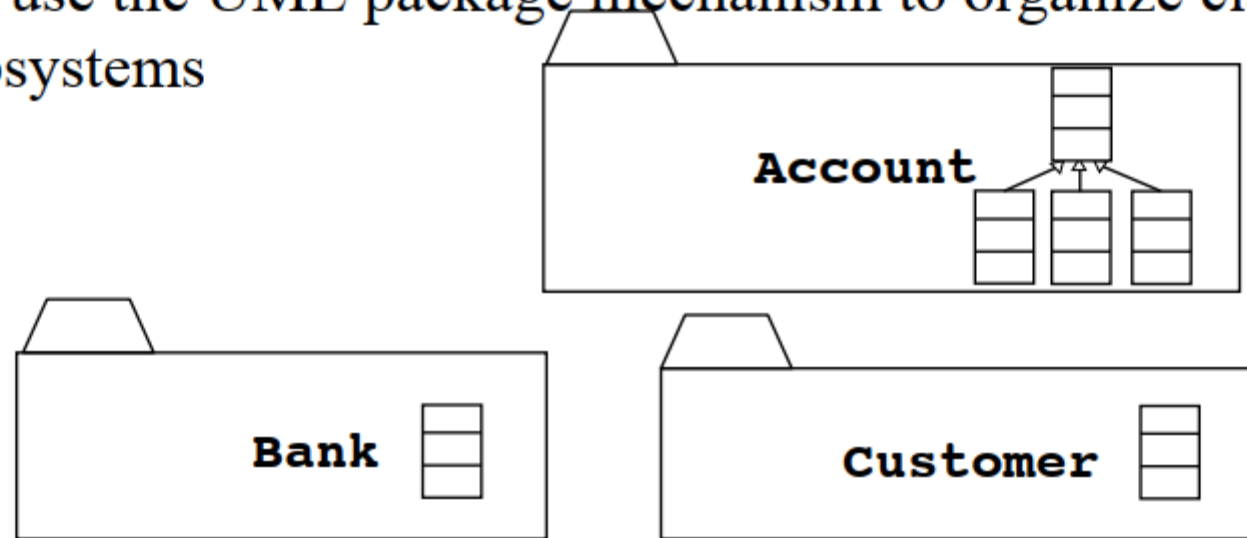 use the UML package mechanism to organize
systems
Account
Bank
Customer